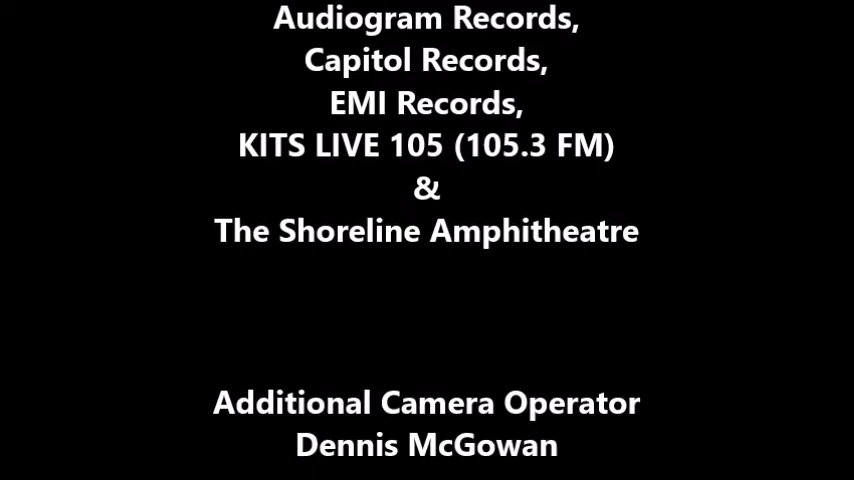 Audiogram Records,
Capitol Records,
EMI Records,
KITS LIVE 105 (105.3 FM)
&
The Shoreline Amphitheatre
Additional Camera Operator
Dennis McGowan